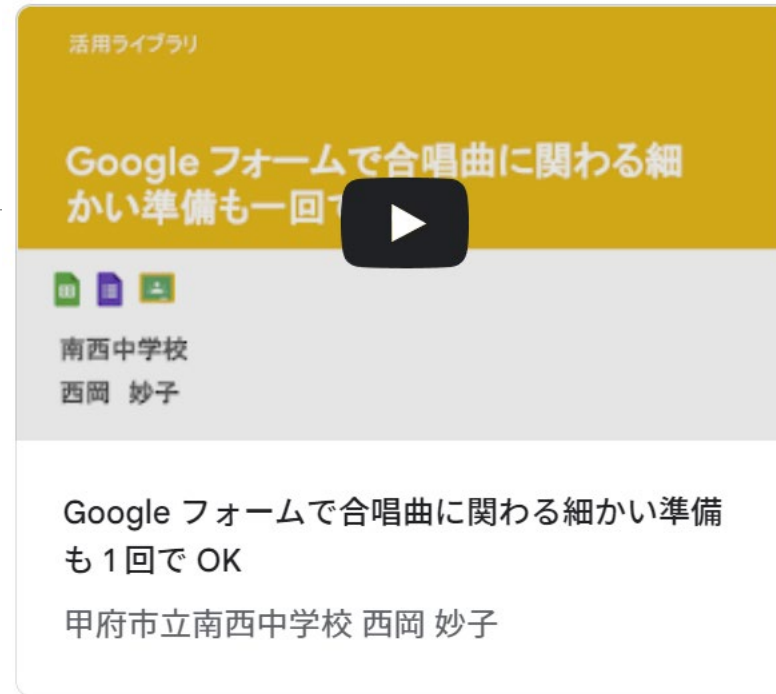 活用ライブラリ
Google フォームで合唱曲に関わる細
かい準備も一回
南西中学校
西岡 妙子
Google フォームで合唱曲に関わる細かい準備
も 1 回で OK
甲府市立南西中学校 西岡 妙子